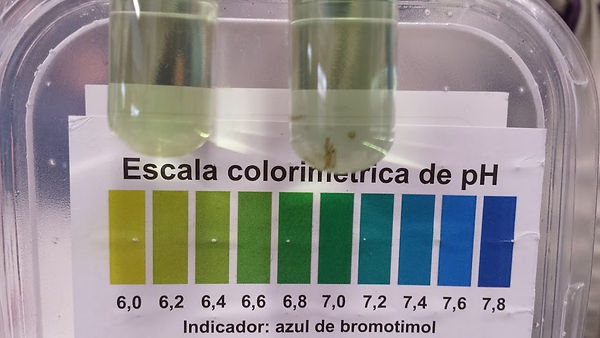 Escala colorimétrica de pH
6,0 6,2 6,4 6,6 6,8 7,0 7,2 7,4 7,6 7,8
Indicador: azul de bromotimol